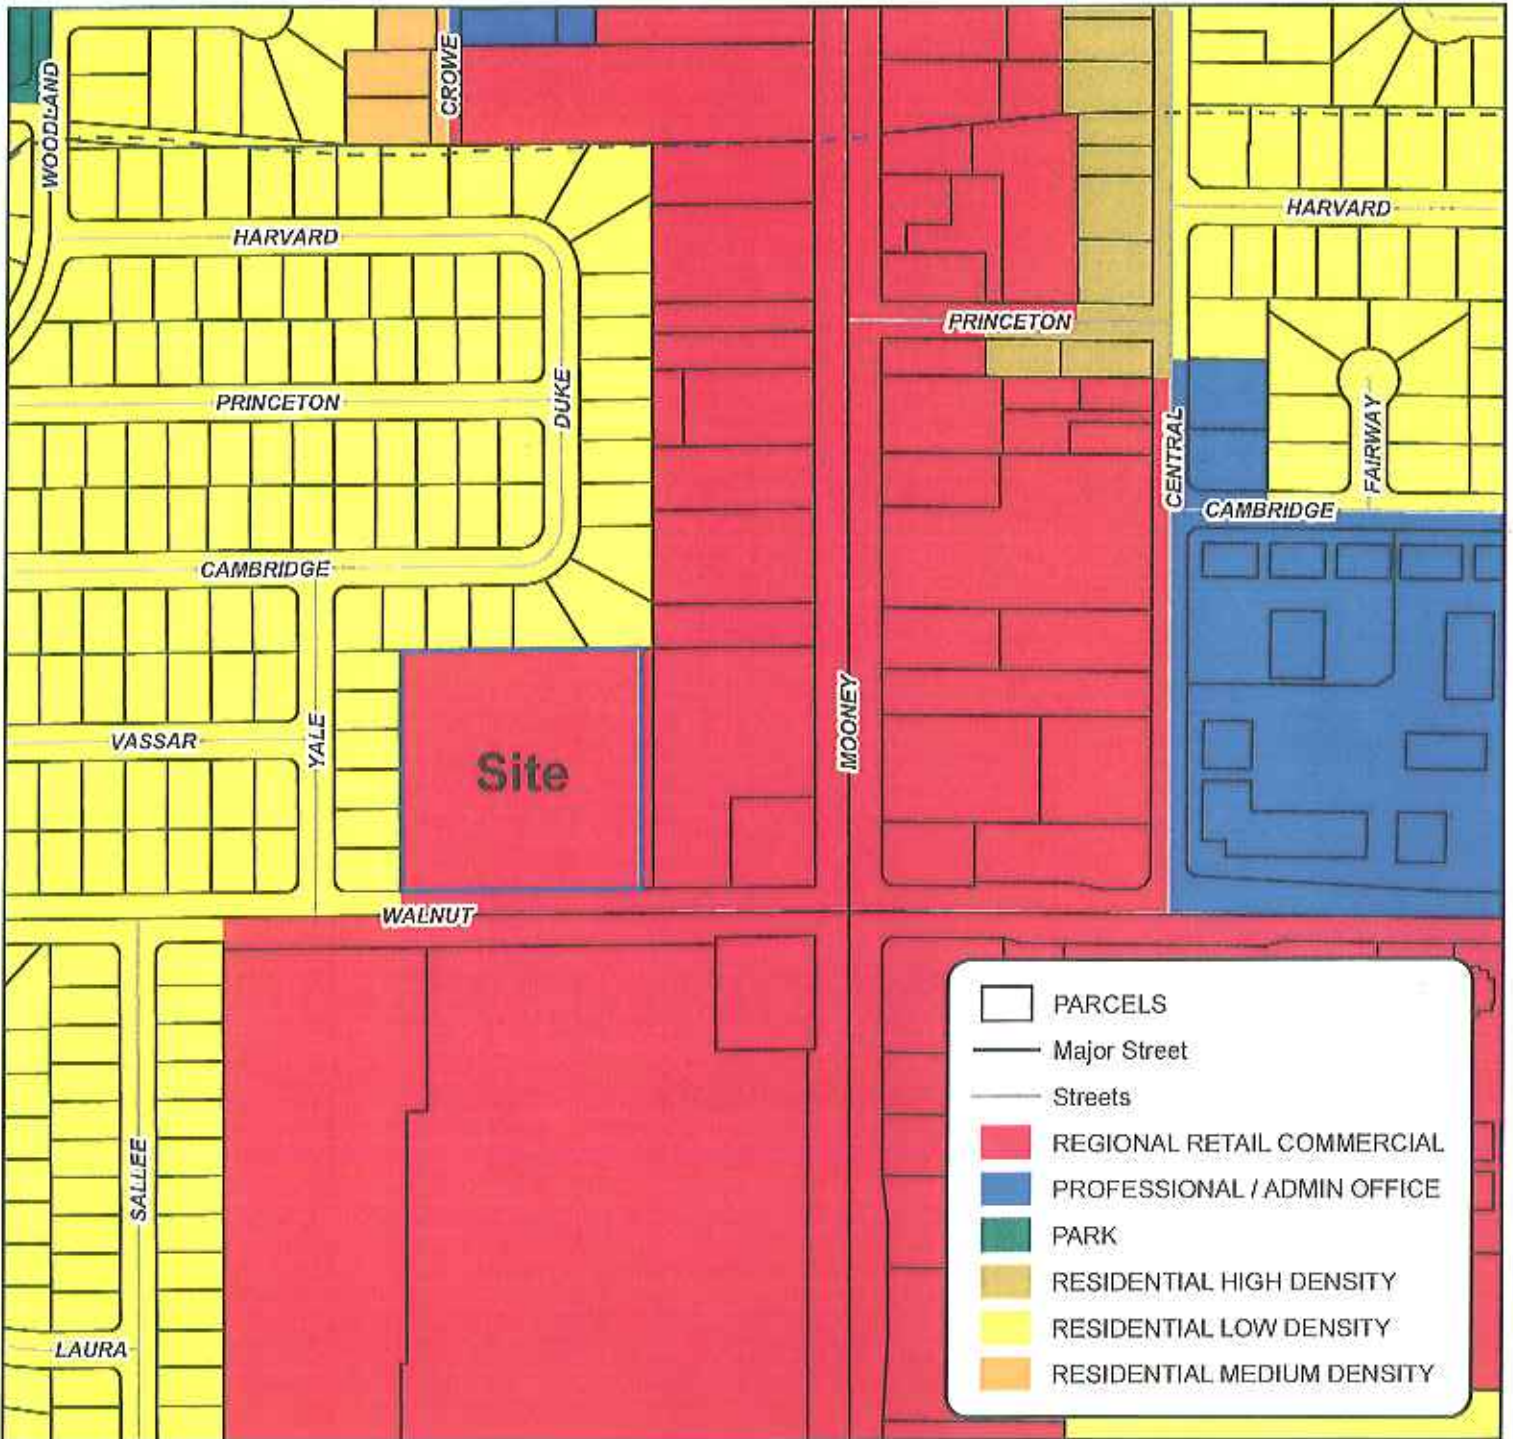 CROWE
WOODLAND
HARVARD
HARVARD
PRINCETON
PRINCETON
DUKE
CENTRAL
FAIRWAY
CAMBRIDGE
CAMBRIDGE
VASSAR
YALE
Site
MOONEY
WALNUT
SALLEE
LAURA
PARCELS
Major Street
Streets
REGIONAL RETAIL COMMERCIAL
PROFESSIONAL / ADMIN OFFICE
PARK
RESIDENTIAL HIGH DENSITY
RESIDENTIAL LOW DENSITY
RESIDENTIAL MEDIUM DENSITY